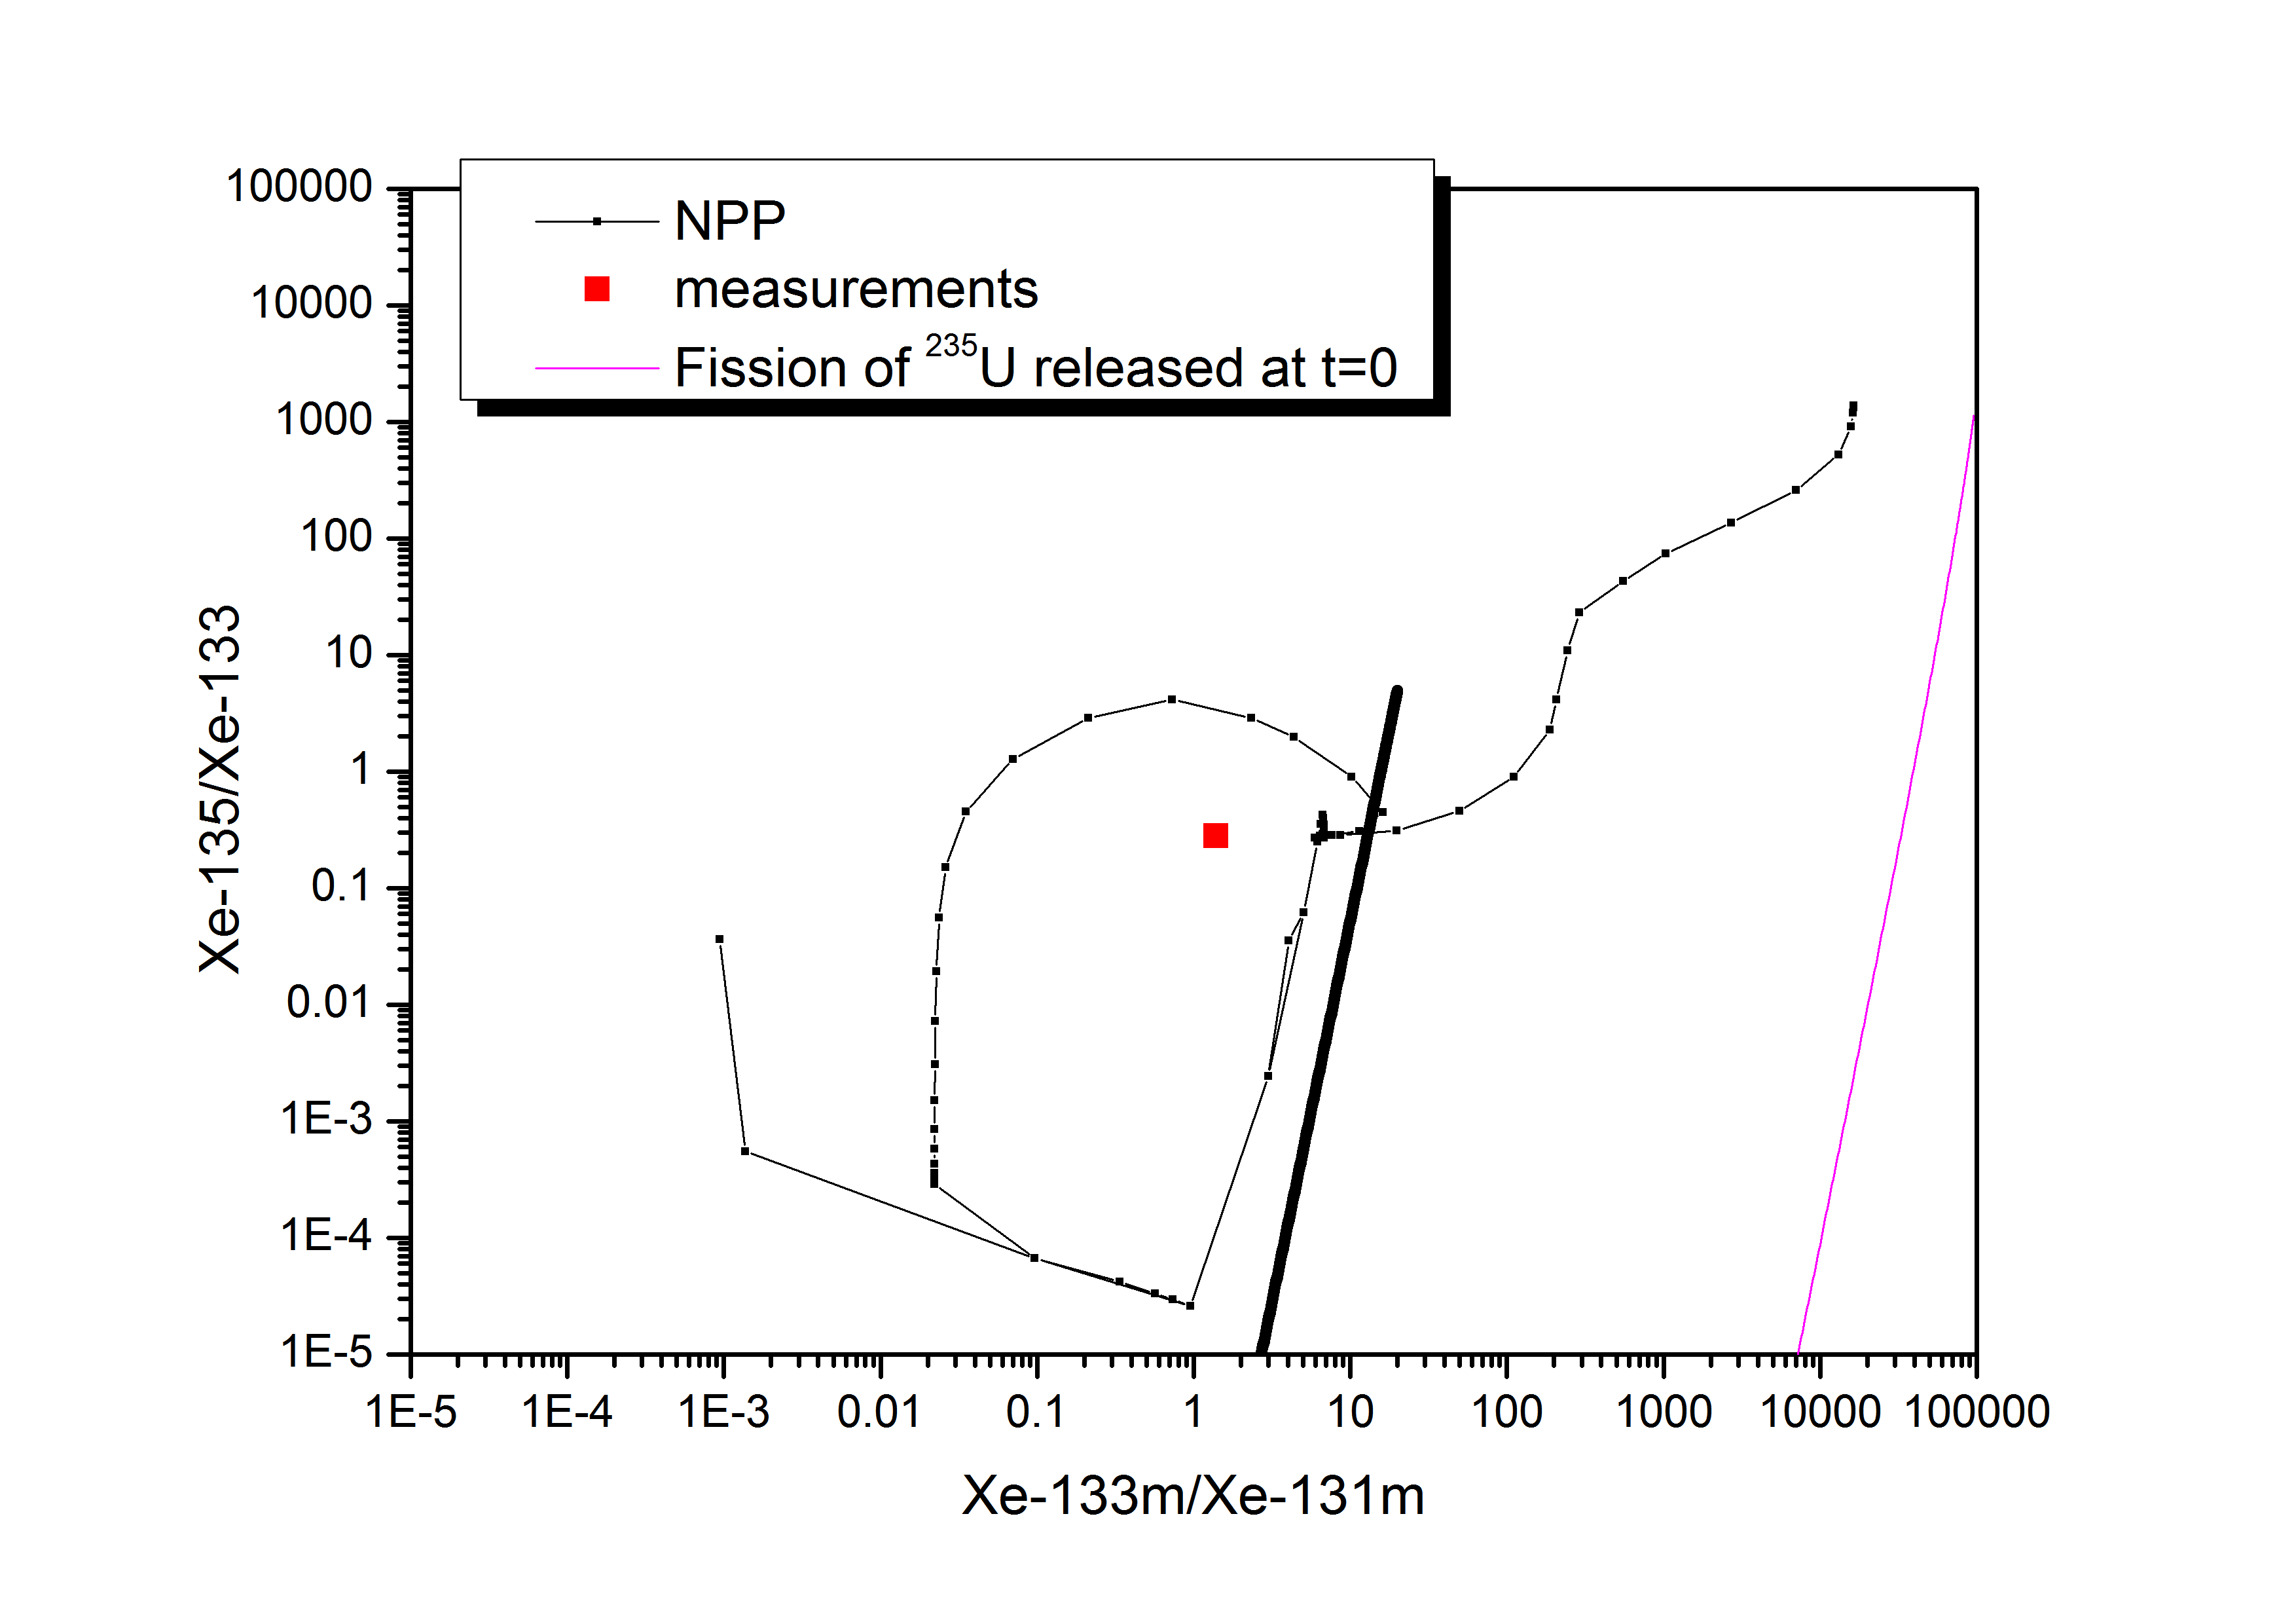 NPP
measurements
Fission of ²³⁵U released at t=0
100000
10000
1000
100
10
1
0.1
0.01
1E-3
1E-4
1E-5
Xe-135/Xe-133
1E-5 1E-4 1E-3 0.01 0.1 1 10 100 1000 10000 100000
Xe-133m/Xe-131m